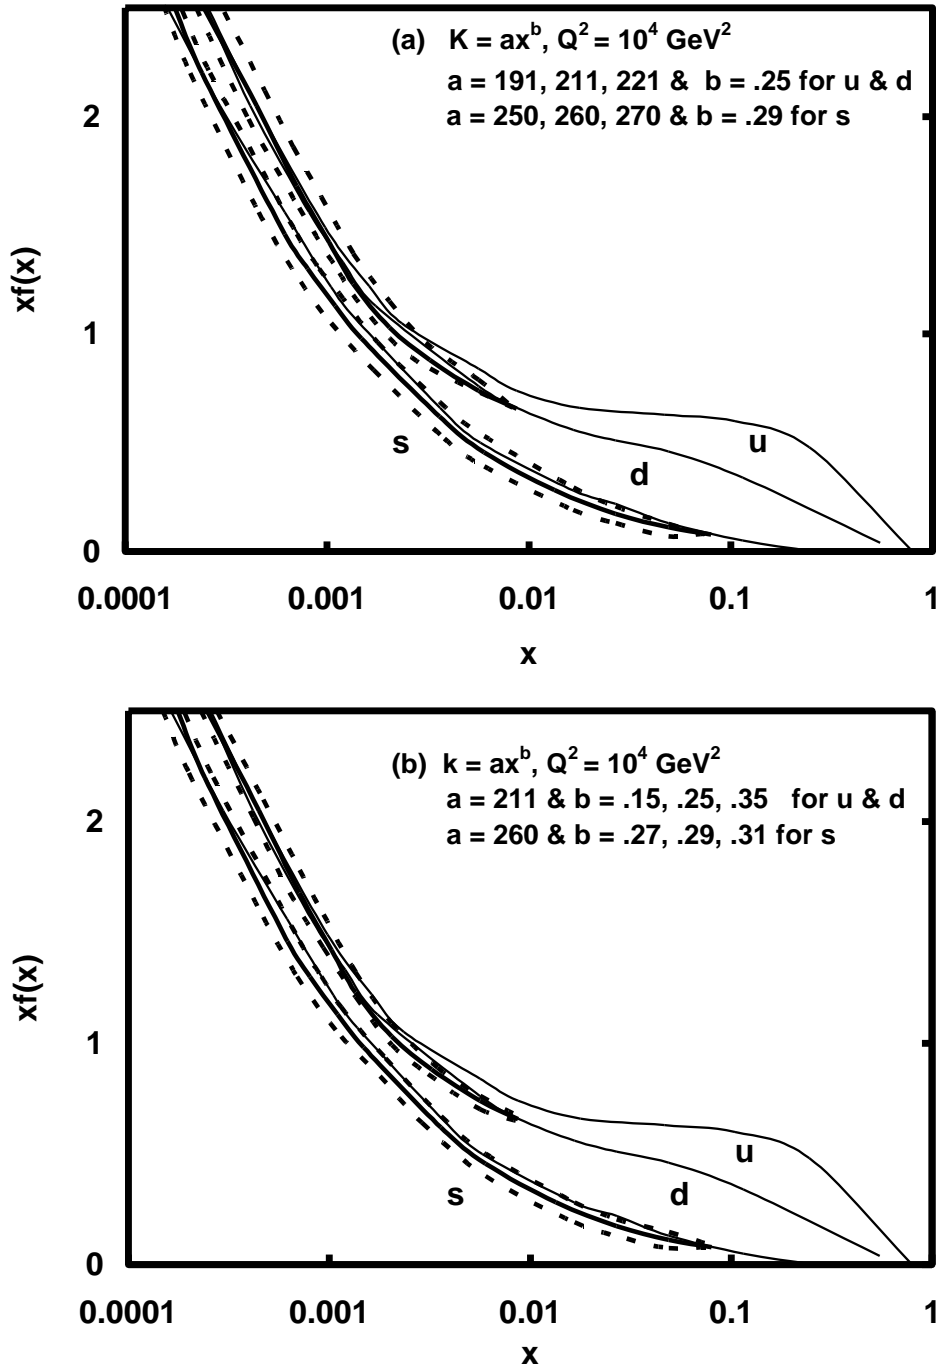 (a) K = ax^b, Q^2 = 10^4 GeV^2
a = 191, 211, 221 & b = .25 for u & d
a = 250, 260, 270 & b = .29 for s
2
xf(x)
1
s
u
d
0
0.0001 0.001 0.01 0.1 1
x
(b) k = ax^b, Q^2 = 10^4 GeV^2
a = 211 & b = .15, .25, .35 for u & d
a = 260 & b = .27, .29, .31 for s
2
xf(x)
1
u
s d
0
0.0001 0.001 0.01 0.1 1
x